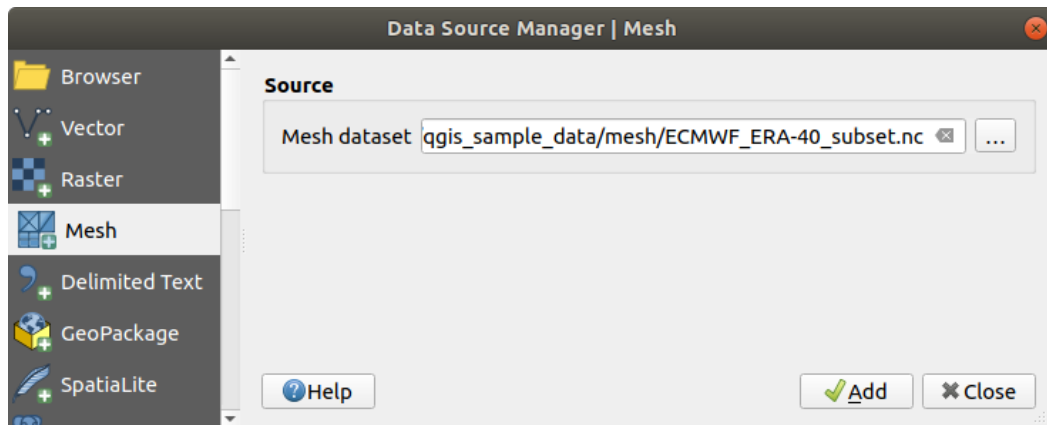 Data Source Manager | Mesh
Browser
Vector
Raster
Mesh
Delimited Text
GeoPackage
SpatiaLite
Source
Mesh dataset qgis_sample_data/mesh/ECMWF_ERA-40_subset.nc ...
Help Add Close